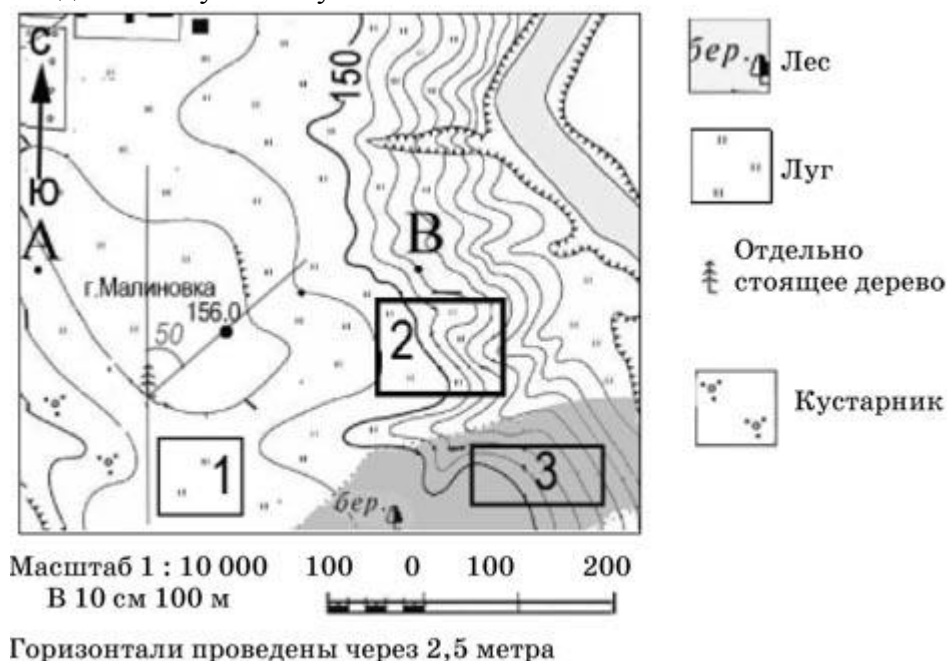 С
Ю
А
150
В
г.Малиновка
156,0
50
2
1
3
бер.
бер.
Лес
Луг
Отдельно
стоящее дерево
Кустарник
Масштаб 1 : 10 000
В 10 см 100 м
100 0 100 200
Горизонтали проведены через 2,5 метра